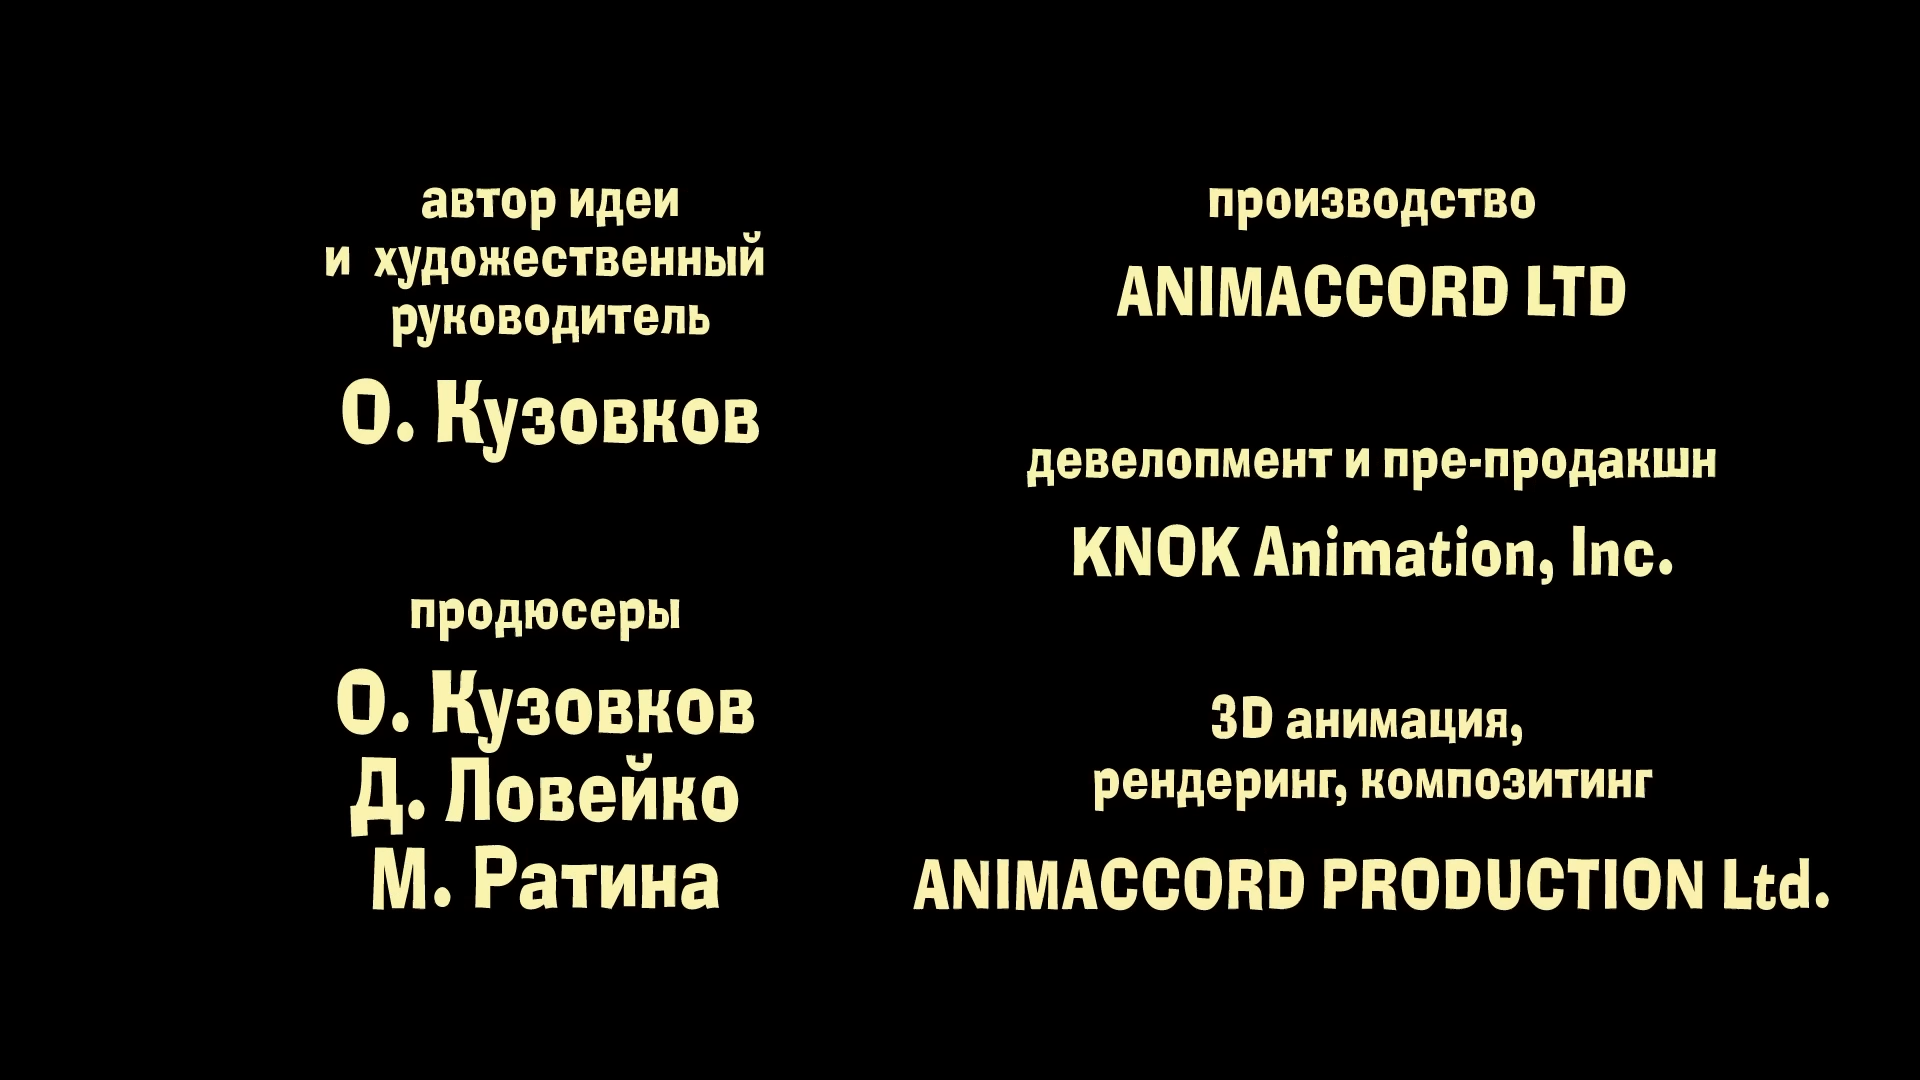 автор идеи
и художественный
руководитель
О. Кузовков
продюсеры
О. Кузовков
Д. Ловейко
М. Ратина
производство
ANIMACCORD LTD
девелопмент и пре-продакшн
KNOK Animation, Inc.
3D анимация,
рендеринг, композитинг
ANIMACCORD PRODUCTION Ltd.